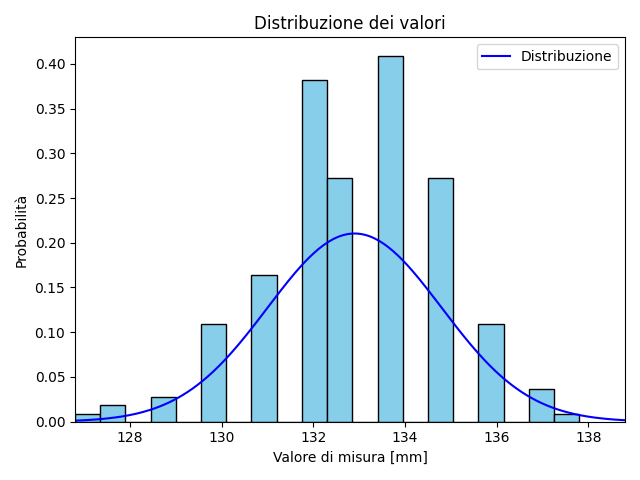 Distribuzione dei valori
Distribuzione
0.40
0.35
0.30
0.25
0.20
0.15
0.10
0.05
0.00
Probabilità
128 130 132 134 136 138
Valore di misura [mm]